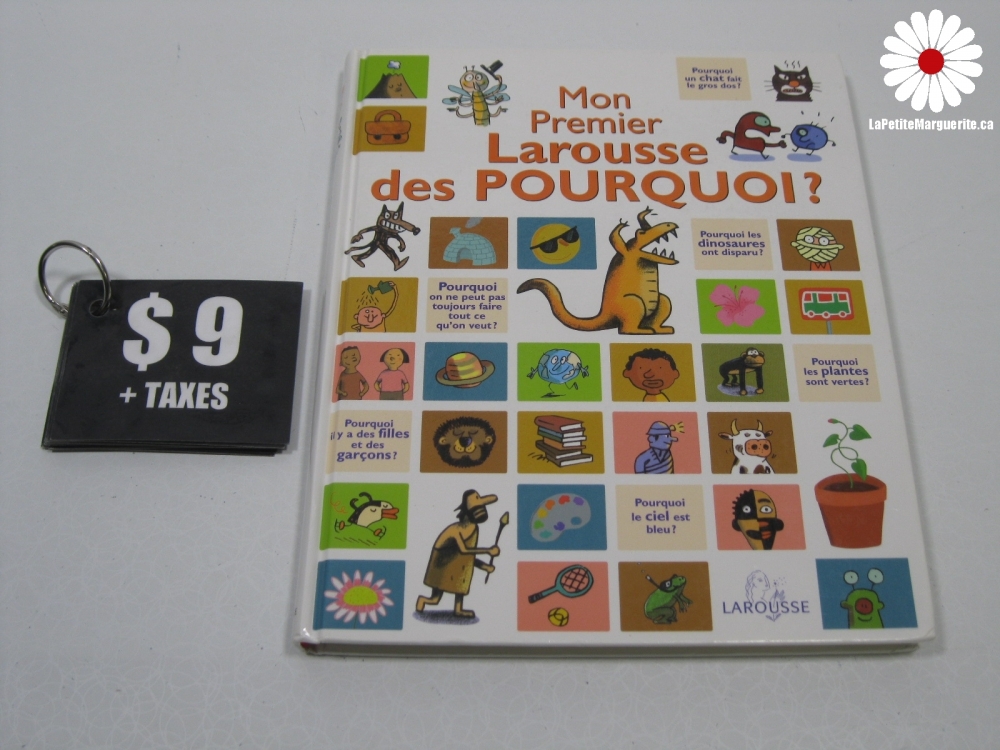 LaPetiteMarguerite.ca
Pourquoi
un chat fait
le gros dos?
Mon
Premier
Larousse
des POURQUOI?
Pourquoi les
dinosaures
ont disparu?
Pourquoi
on ne peut pas
toujours faire
tout ce
qu'on veut?
$ 9
+ TAXES
Pourquoi
les plantes
sont vertes?
Pourquoi
il y a des filles
et des
garçons?
Pourquoi
le ciel est
bleu?
LAROUSSE